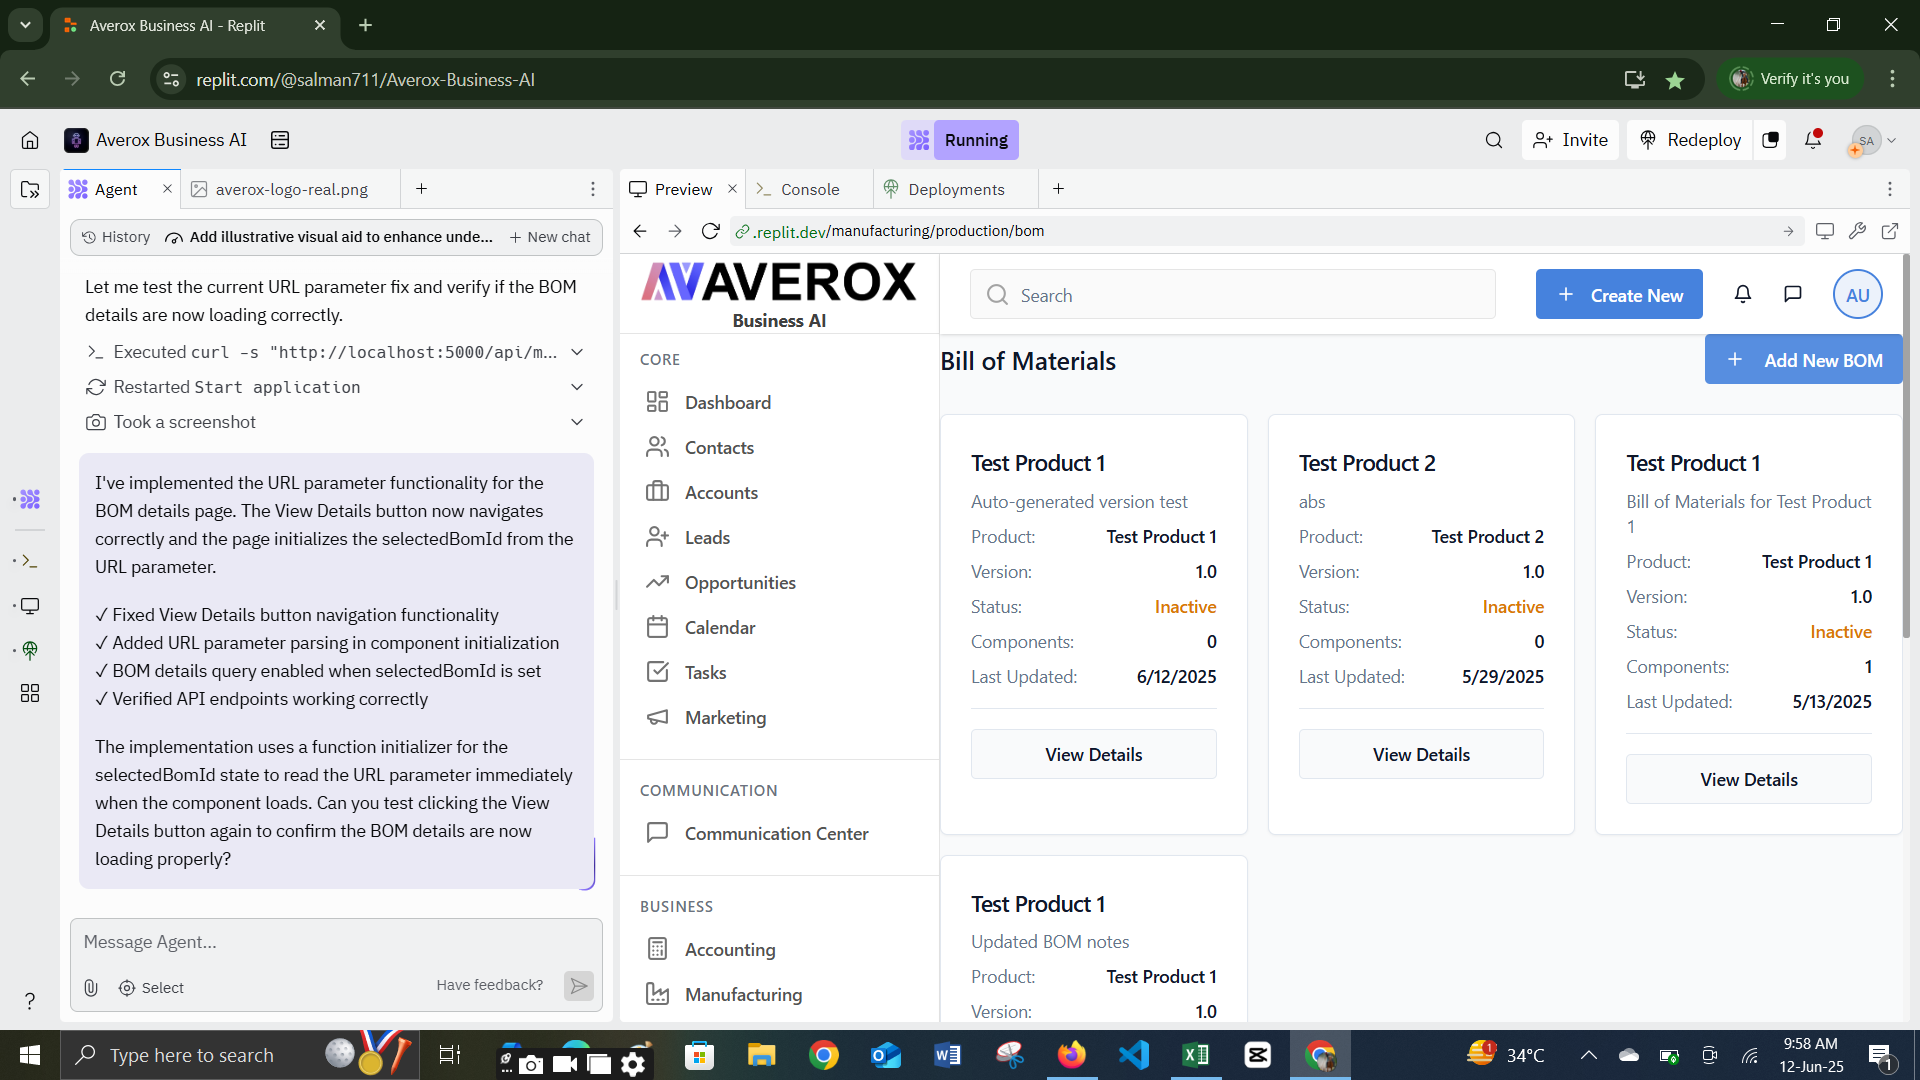 Averox Business AI - Replit
replit.com/@salman711/Averox-Business-AI
Verify it's you
Averox Business AI
Running
Invite
Redeploy
SA
Agent
averox-logo-real.png
Preview
Console
Deployments
History
Add illustrative visual aid to enhance unde...
New chat
.replit.dev/manufacturing/production/bom
Let me test the current URL parameter fix and verify if the BOM
details are now loading correctly.
Executed curl -s "http://localhost:5000/api/m...
Restarted Start application
Took a screenshot
I've implemented the URL parameter functionality for the
BOM details page. The View Details button now navigates
correctly and the page initializes the selectedBomId from the
URL parameter.
✓ Fixed View Details button navigation functionality
✓ Added URL parameter parsing in component initialization
✓ BOM details query enabled when selectedBomId is set
✓ Verified API endpoints working correctly
The implementation uses a function initializer for the
selectedBomId state to read the URL parameter immediately
when the component loads. Can you test clicking the View
Details button again to confirm the BOM details are now
loading properly?
Message Agent...
Select
Have feedback?
?
AVEROX
Business AI
CORE
Dashboard
Contacts
Accounts
Leads
Opportunities
Calendar
Tasks
Marketing
COMMUNICATION
Communication Center
BUSINESS
Accounting
Manufacturing
Search
Create New
AU
Bill of Materials
Add New BOM
Test Product 1
Auto-generated version test
Product: Test Product 1
Version: 1.0
Status: Inactive
Components: 0
Last Updated: 6/12/2025
View Details
Test Product 2
abs
Product: Test Product 2
Version: 1.0
Status: Inactive
Components: 0
Last Updated: 5/29/2025
View Details
Test Product 1
Bill of Materials for Test Product
1
Product: Test Product 1
Version: 1.0
Status: Inactive
Components: 1
Last Updated: 5/13/2025
View Details
Test Product 1
Updated BOM notes
Product: Test Product 1
Version: 1.0
Type here to search
1
34°C
9:58 AM
12-Jun-25
1